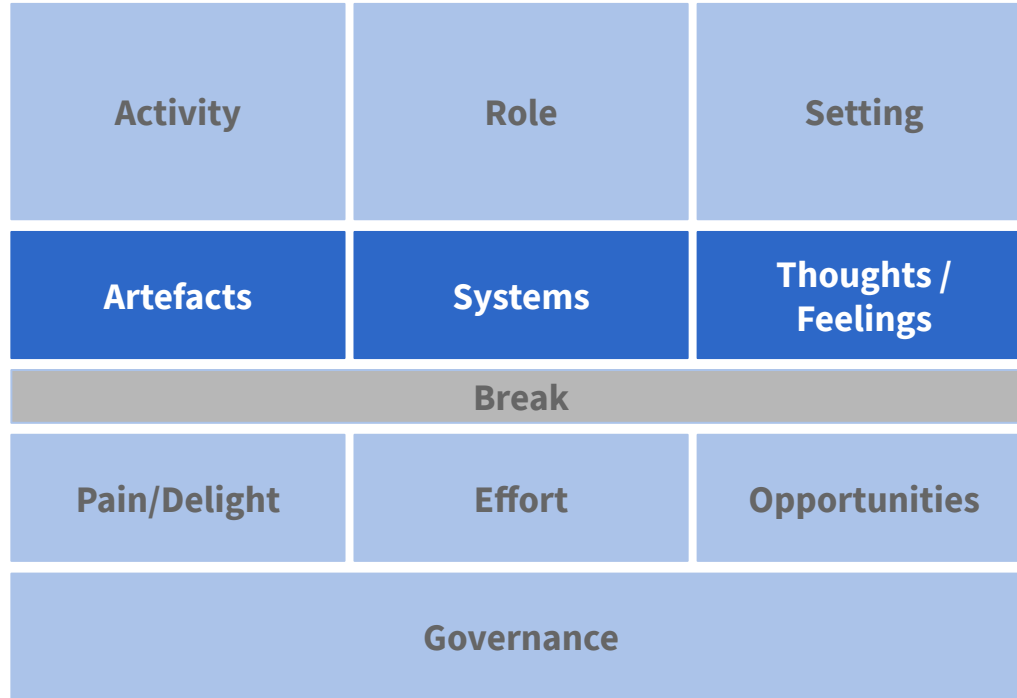 Activity
Role
Setting
Artefacts
Systems
Thoughts /
Feelings
Break
Pain/Delight
Effort
Opportunities
Governance